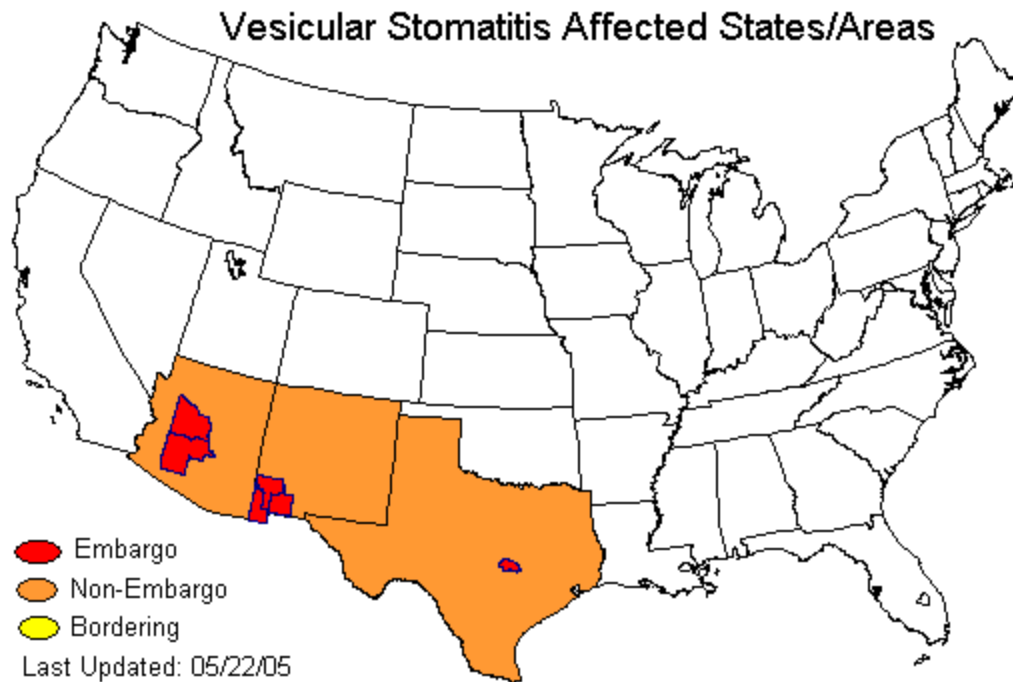 Vesicular Stomatitis Affected States/Areas
Embargo
Non-Embargo
Bordering
Last Updated: 05/22/05